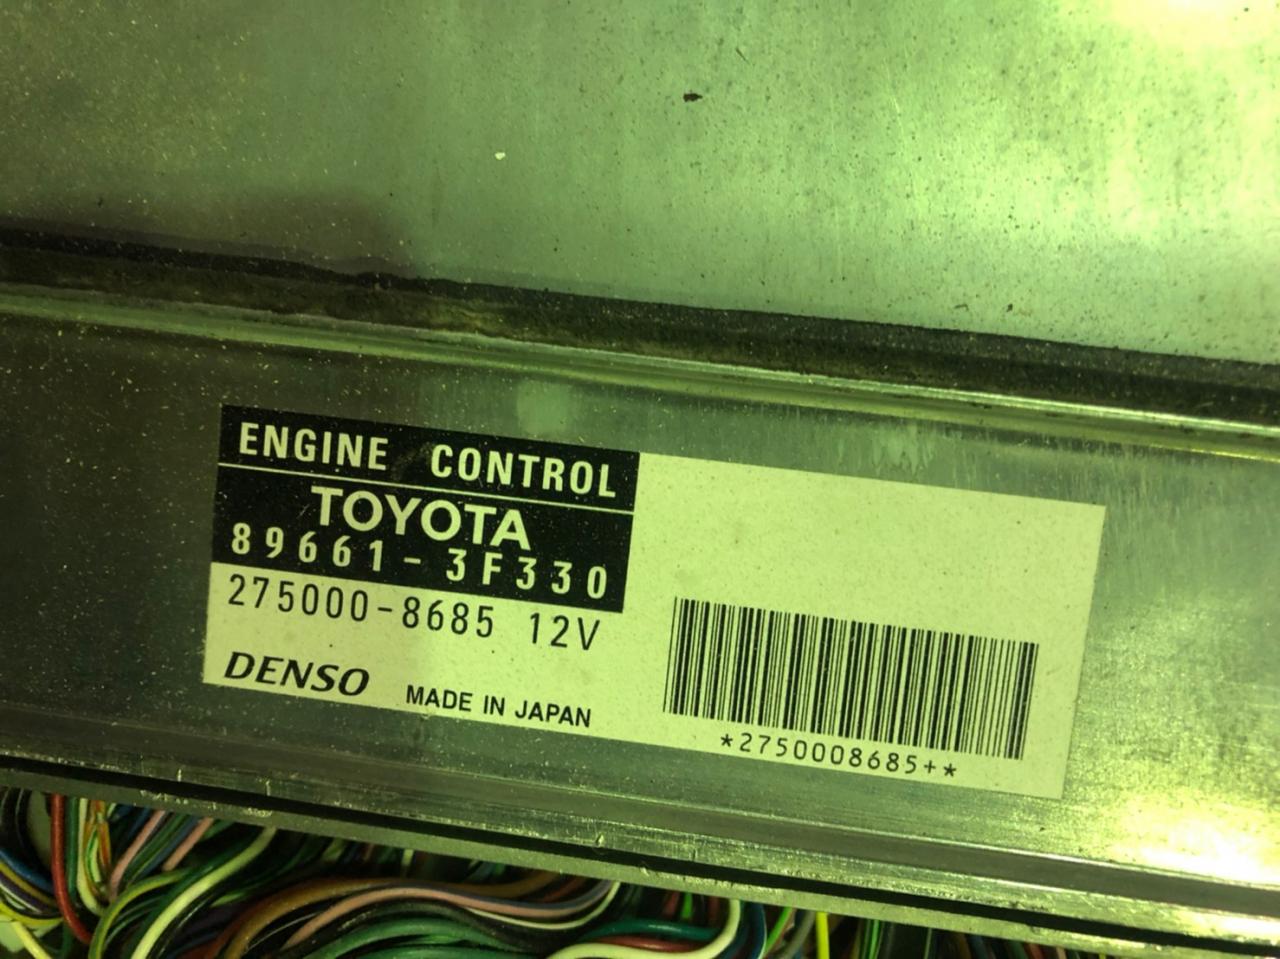 ENGINE CONTROL
TOYOTA
89661-3F330
275000-8685 12V
DENSO MADE IN JAPAN
*2750008685+*